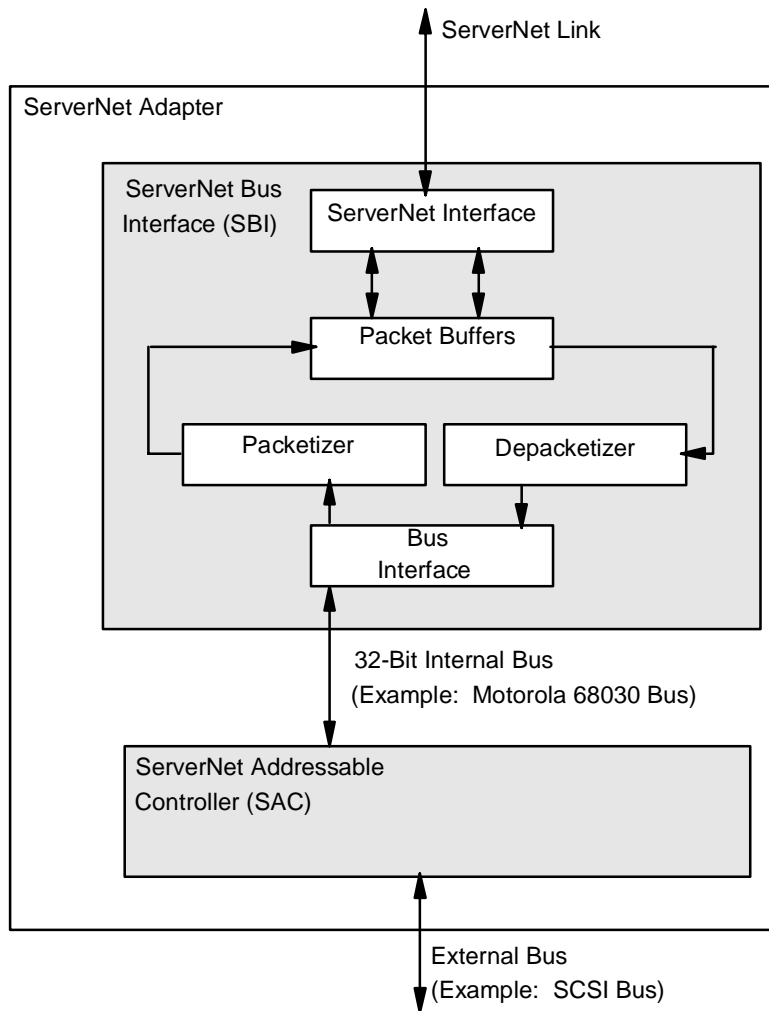 ServerNet Link
ServerNet Adapter
ServerNet Bus
Interface (SBI)
ServerNet Interface
Packet Buffers
Packetizer
Depacketizer
Bus
Interface
32-Bit Internal Bus
(Example:  Motorola 68030 Bus)
ServerNet Addressable
Controller (SAC)
External Bus
(Example:  SCSI Bus)